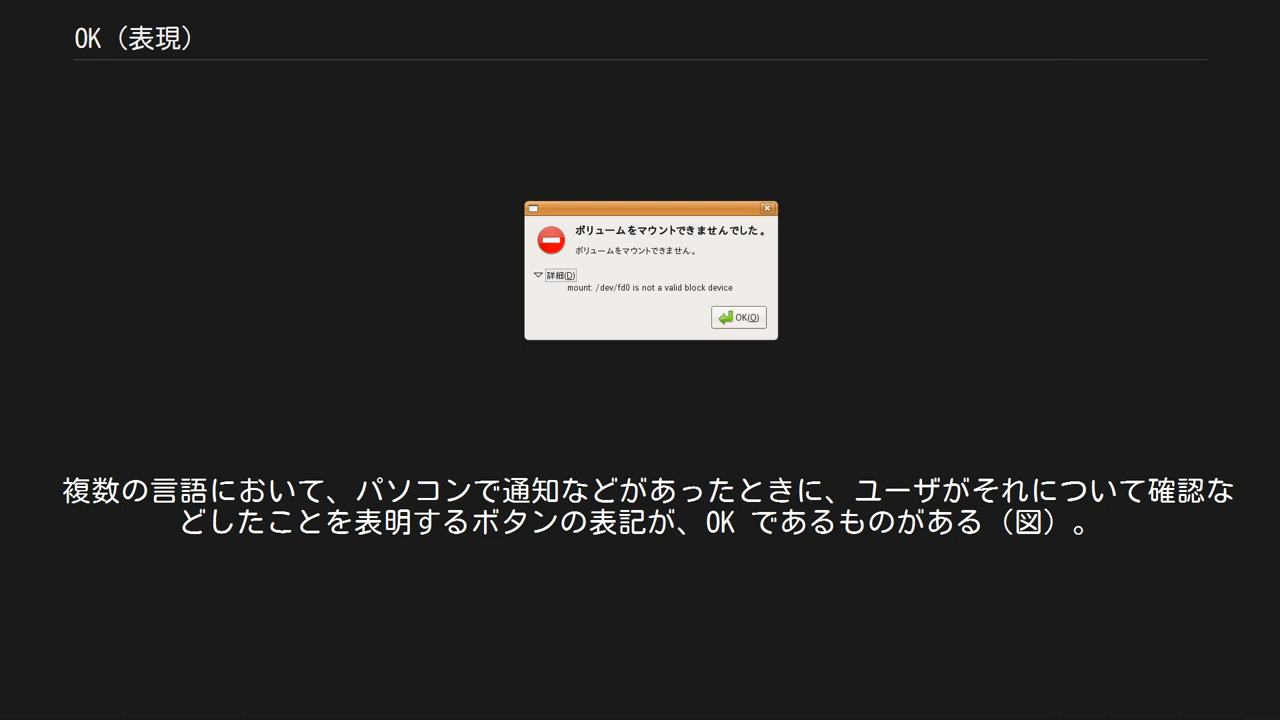 OK（表現）
ボリュームをマウントできませんでした。
ボリュームをマウントできません。
詳細(D)
mount: /dev/fd0 is not a valid block device
OK(O)
複数の言語において、パソコンで通知などがあったときに、ユーザがそれについて確認な
どしたことを表明するボタンの表記が、OK であるものがある（図）。